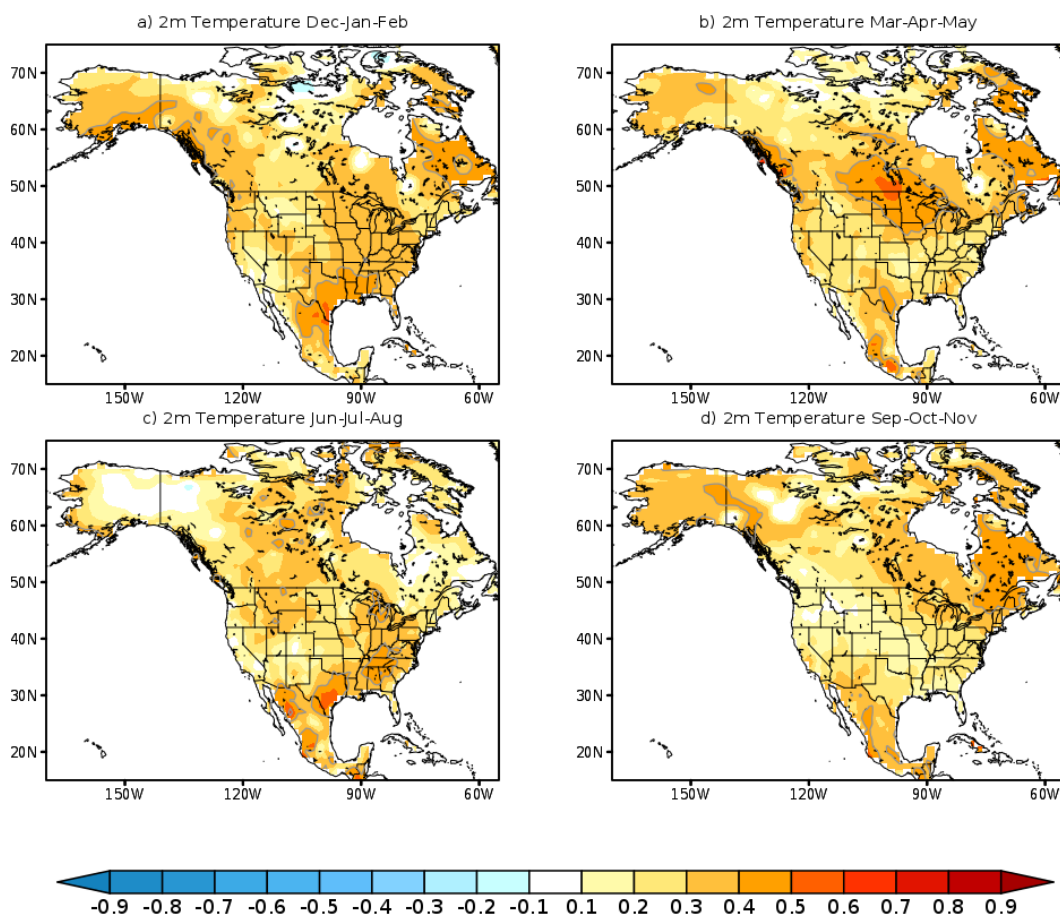 a) 2m Temperature Dec-Jan-Feb
b) 2m Temperature Mar-Apr-May
70N
60N
50N
40N
30N
20N
70N
60N
50N
40N
30N
20N
150W 120W 90W 60W
150W 120W 90W 60W
c) 2m Temperature Jun-Jul-Aug
d) 2m Temperature Sep-Oct-Nov
70N
60N
50N
40N
30N
20N
70N
60N
50N
40N
30N
20N
150W 120W 90W 60W
150W 120W 90W 60W
-0.9 -0.8 -0.7 -0.6 -0.5 -0.4 -0.3 -0.2 -0.1 0.1 0.2 0.3 0.4 0.5 0.6 0.7 0.8 0.9